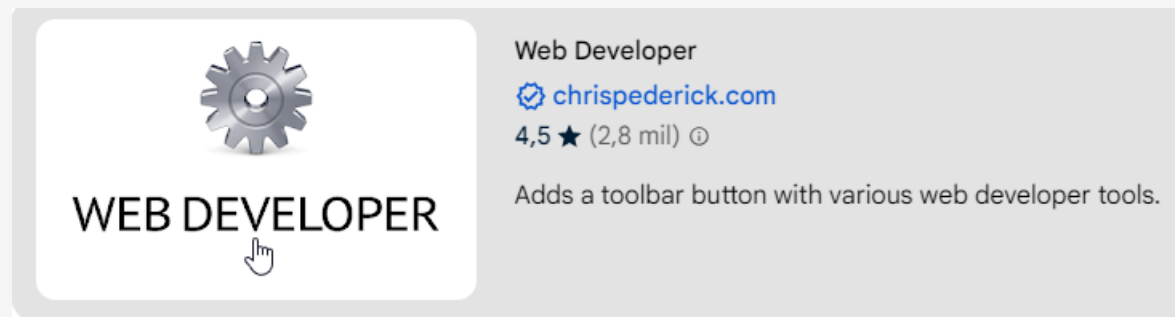 WEB DEVELOPER
Web Developer
chrispederick.com
4,5 ★ (2,8 mil)
Adds a toolbar button with various web developer tools.